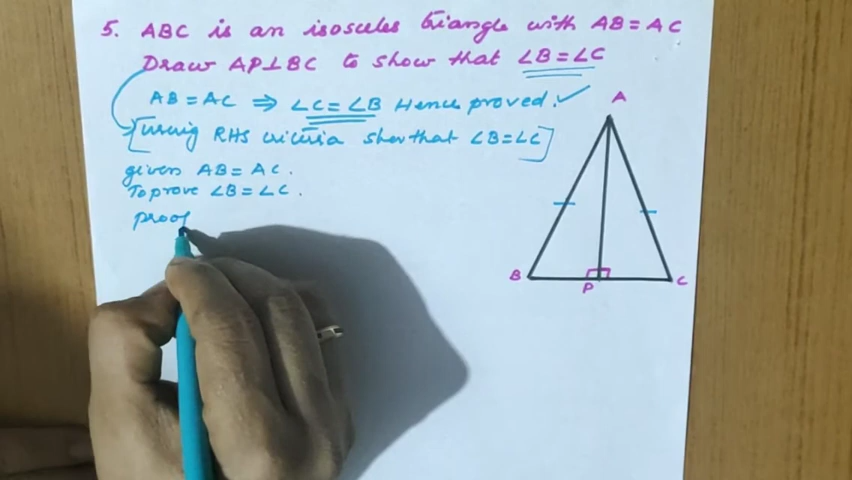 5. ABC is an isosceles triangle with AB = AC
Draw AP⊥BC to show that ∠B = ∠C
AB = AC ⇒ ∠C = ∠B Hence proved. ✓
[using RHS criteria show that ∠B = ∠C]
given AB = AC.
To prove ∠B = ∠C.
proof
A
B
P
C